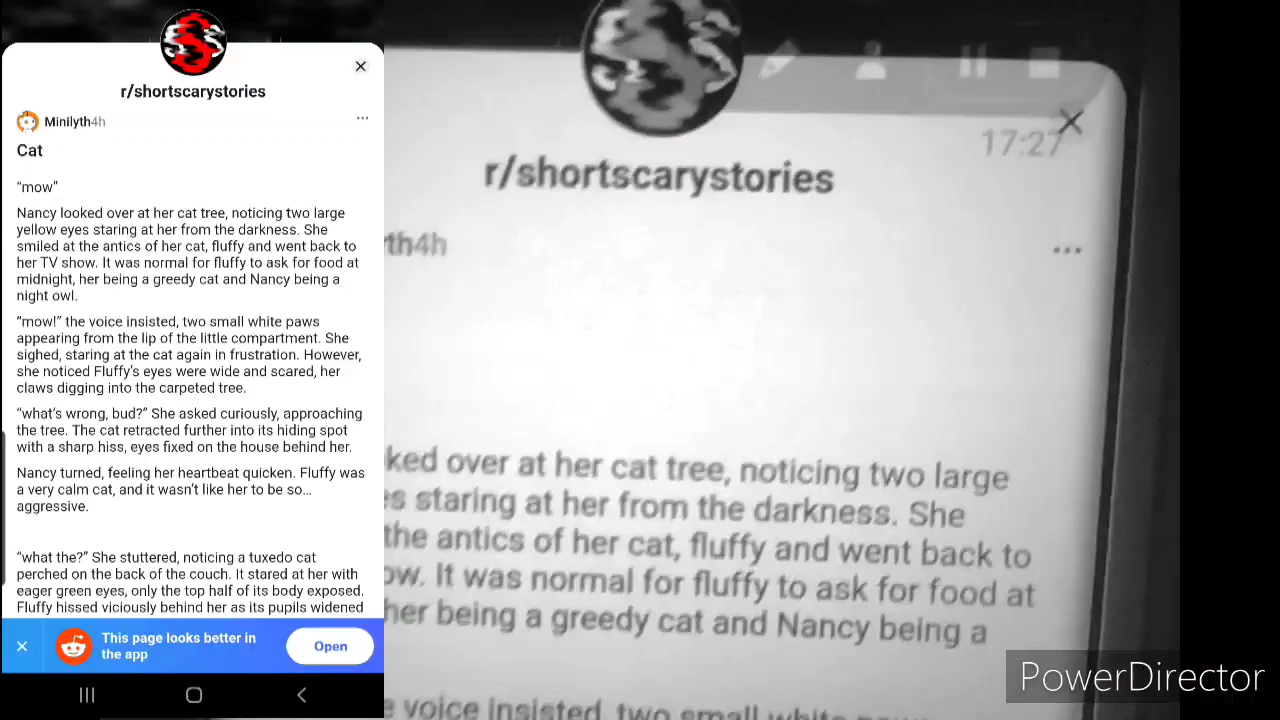 r/shortscarystories
Minilyth4h
Cat
“mow”
Nancy looked over at her cat tree, noticing two large
yellow eyes staring at her from the darkness. She
smiled at the antics of her cat, fluffy and went back to
her TV show. It was normal for fluffy to ask for food at
midnight, her being a greedy cat and Nancy being a
night owl.
“mow!” the voice insisted, two small white paws
appearing from the lip of the little compartment. She
sighed, staring at the cat again in frustration. However,
she noticed Fluffy's eyes were wide and scared, her
claws digging into the carpeted tree.
“what's wrong, bud?” She asked curiously, approaching
the tree. The cat retracted further into its hiding spot
with a sharp hiss, eyes fixed on the house behind her.
Nancy turned, feeling her heartbeat quicken. Fluffy was
a very calm cat, and it wasn't like her to be so…
aggressive.
“what the?” She stuttered, noticing a tuxedo cat
perched on the back of the couch. It stared at her with
eager green eyes, only the top half of its body exposed.
Fluffy hissed viciously behind her as its pupils widened
This page looks better in
the app
Open
17:27
r/shortscarystories
th4h
ked over at her cat tree, noticing two large
es staring at her from the darkness. She
the antics of her cat, fluffy and went back to
ow. It was normal for fluffy to ask for food at
her being a greedy cat and Nancy being a
e voice insisted, two small white paws
PowerDirector